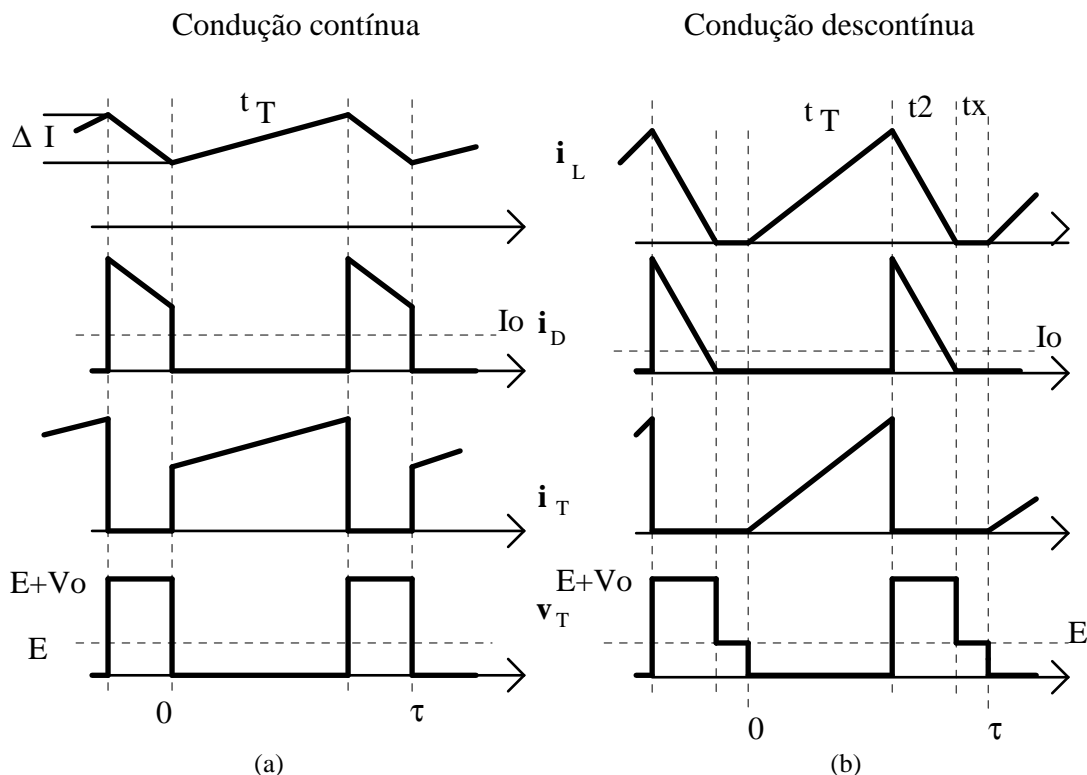 Condução contínua
Condução descontínua
Δ I
t T
i L
t T
t2
tx
Io
i D
Io
i T
E+Vo
E
v T
E+Vo
E
0
τ
0
τ
(a)
(b)